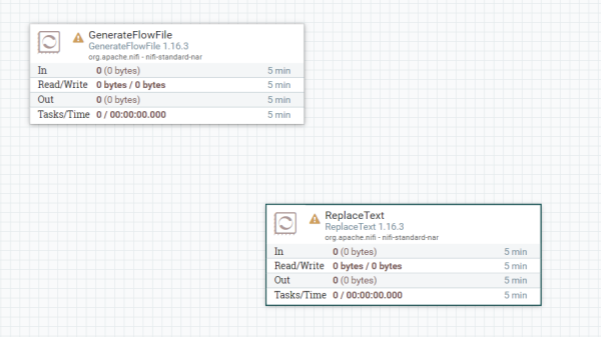 GenerateFlowFile
GenerateFlowFile 1.16.3
org.apache.nifi - nifi-standard-nar
In 0 (0 bytes) 5 min
Read/Write 0 bytes / 0 bytes 5 min
Out 0 (0 bytes) 5 min
Tasks/Time 0 / 00:00:00.000 5 min
ReplaceText
ReplaceText 1.16.3
org.apache.nifi - nifi-standard-nar
In 0 (0 bytes) 5 min
Read/Write 0 bytes / 0 bytes 5 min
Out 0 (0 bytes) 5 min
Tasks/Time 0 / 00:00:00.000 5 min